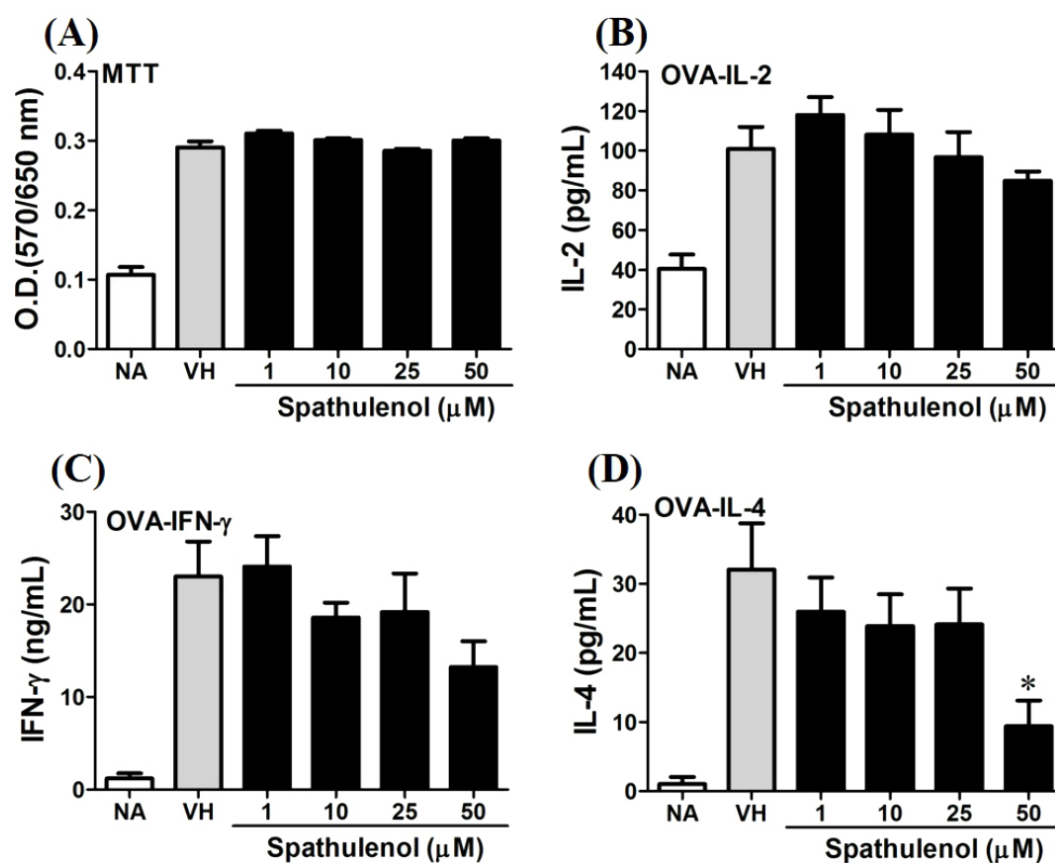 (A)
MTT
O.D.(570/650 nm)
0.4
0.3
0.2
0.1
0.0
NA VH 1 10 25 50
Spathulenol (μM)
(B)
OVA-IL-2
IL-2 (pg/mL)
140
120
100
80
60
40
20
0
NA VH 1 10 25 50
Spathulenol (μM)
(C)
OVA-IFN-γ
IFN-γ (ng/mL)
30
20
10
0
NA VH 1 10 25 50
Spathulenol (μM)
(D)
OVA-IL-4
IL-4 (pg/mL)
40
30
20
10
0
*
NA VH 1 10 25 50
Spathulenol (μM)